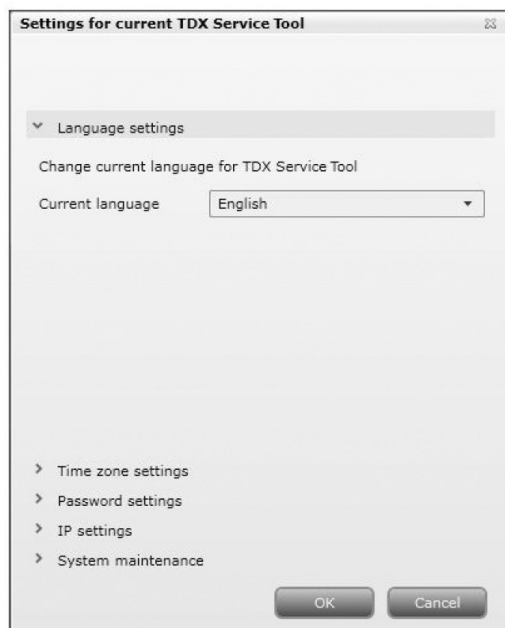 Settings for current TDX Service Tool
Language settings
Change current language for TDX Service Tool
Current language English
Time zone settings
Password settings
IP settings
System maintenance
OK Cancel